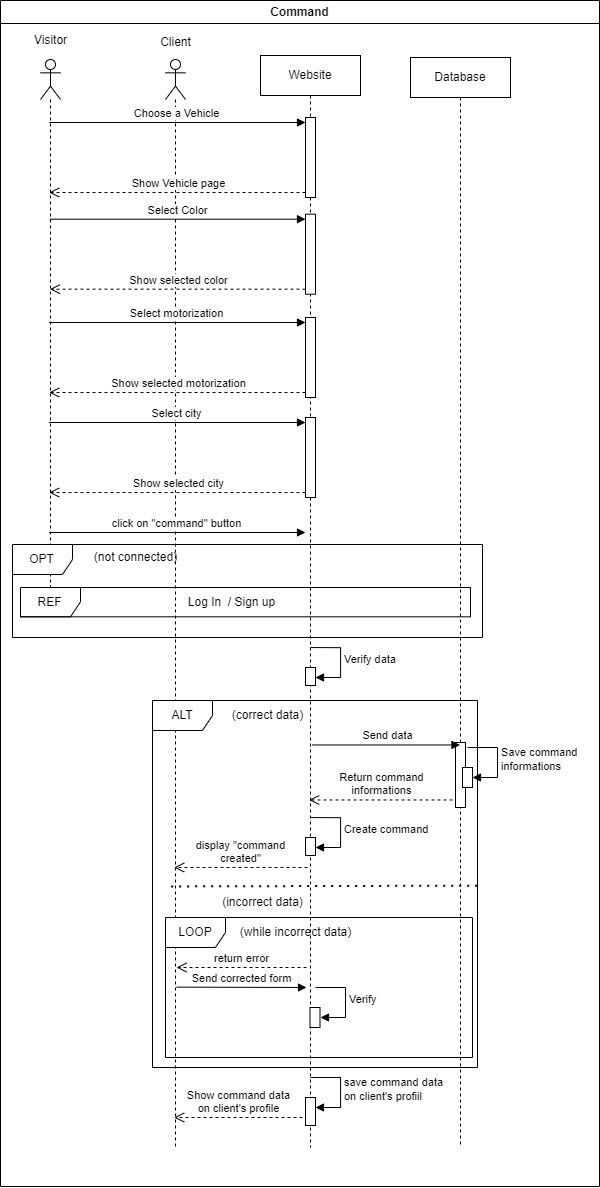 Command
Visitor
Client
Website
Database
Choose a Vehicle
Show Vehicle page
Select Color
Show selected color
Select motorization
Show selected motorization
Select city
Show selected city
click on "command" button
OPT
(not connected)
REF
Log In / Sign up
Verify data
ALT
(correct data)
Send data
Save command
informations
Return command
informations
Create command
display "command
created"
(incorrect data)
LOOP
(while incorrect data)
return error
Send corrected form
Verify
save command data
on client's profiil
Show command data
on client's profile